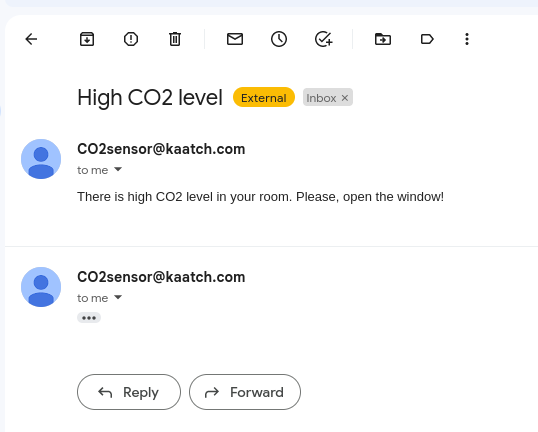 High CO2 level External Inbox ×
CO2sensor@kaatch.com
to me
There is high CO2 level in your room. Please, open the window!
CO2sensor@kaatch.com
to me
Reply Forward